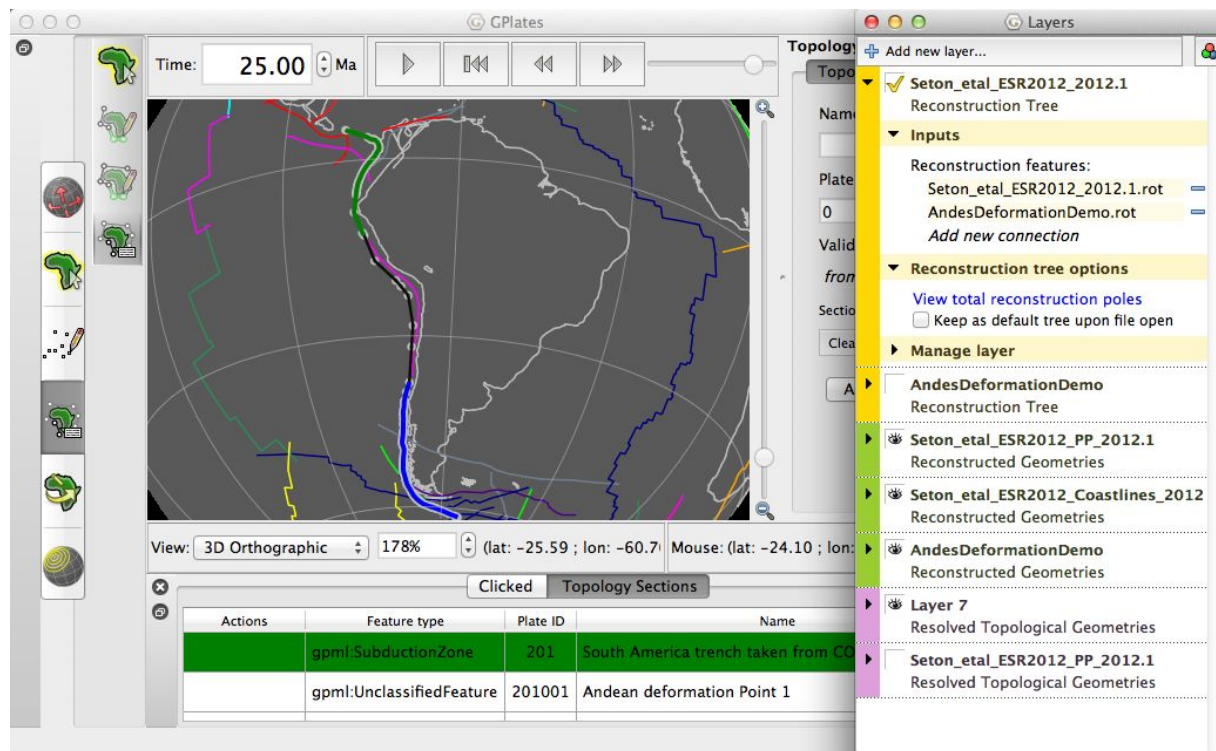 GPlates
Time: 25.00 Ma
Topology
Topo
Name
Plate
0
Valid
from
Sectio
Clea
A
View: 3D Orthographic 178% (lat: -25.59 ; lon: -60.7 Mouse: (lat: -24.10 ; lon:
Clicked Topology Sections
Actions Feature type Plate ID Name
gpml:SubductionZone 201 South America trench taken from CO
gpml:UnclassifiedFeature 201001 Andean deformation Point 1
Layers
Add new layer...
Seton_etal_ESR2012_2012.1
Reconstruction Tree
Inputs
Reconstruction features:
Seton_etal_ESR2012_2012.1.rot
AndesDeformationDemo.rot
Add new connection
Reconstruction tree options
View total reconstruction poles
Keep as default tree upon file open
Manage layer
AndesDeformationDemo
Reconstruction Tree
Seton_etal_ESR2012_PP_2012.1
Reconstructed Geometries
Seton_etal_ESR2012_Coastlines_2012
Reconstructed Geometries
AndesDeformationDemo
Reconstructed Geometries
Layer 7
Resolved Topological Geometries
Seton_etal_ESR2012_PP_2012.1
Resolved Topological Geometries